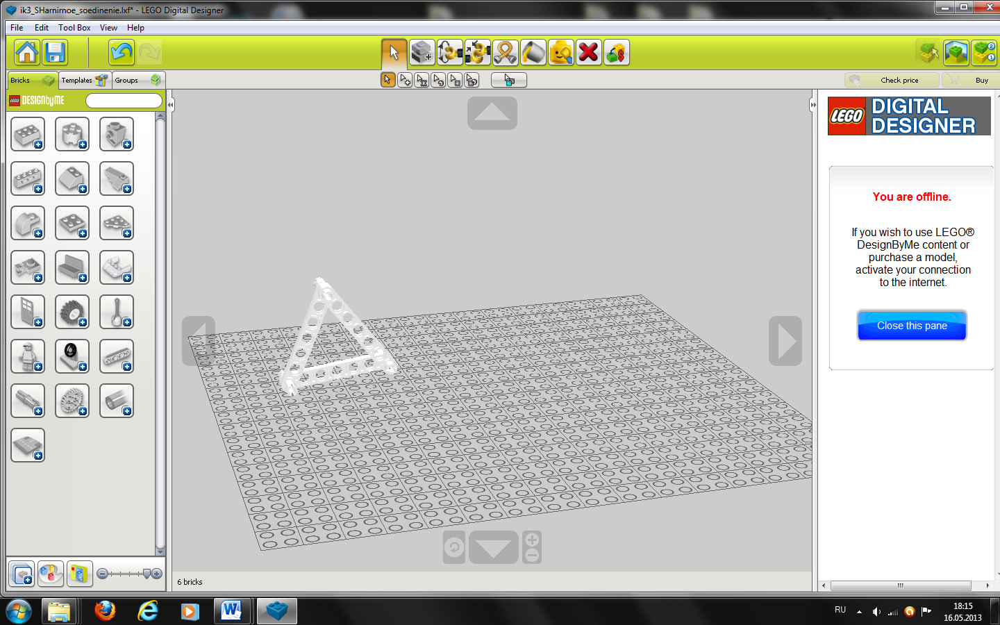 ik3_SHarnirnoe_soedinenie.lxf* - LEGO Digital Designer
File Edit Tool Box View Help
Bricks Templates Groups
Check price Buy
LEGO DESIGNbyME
LEGO DIGITAL
DESIGNER
You are offline.
If you wish to use LEGO®
DesignByMe content or
purchase a model,
activate your connection
to the internet.
Close this pane
6 bricks
RU
18:15
16.05.2013